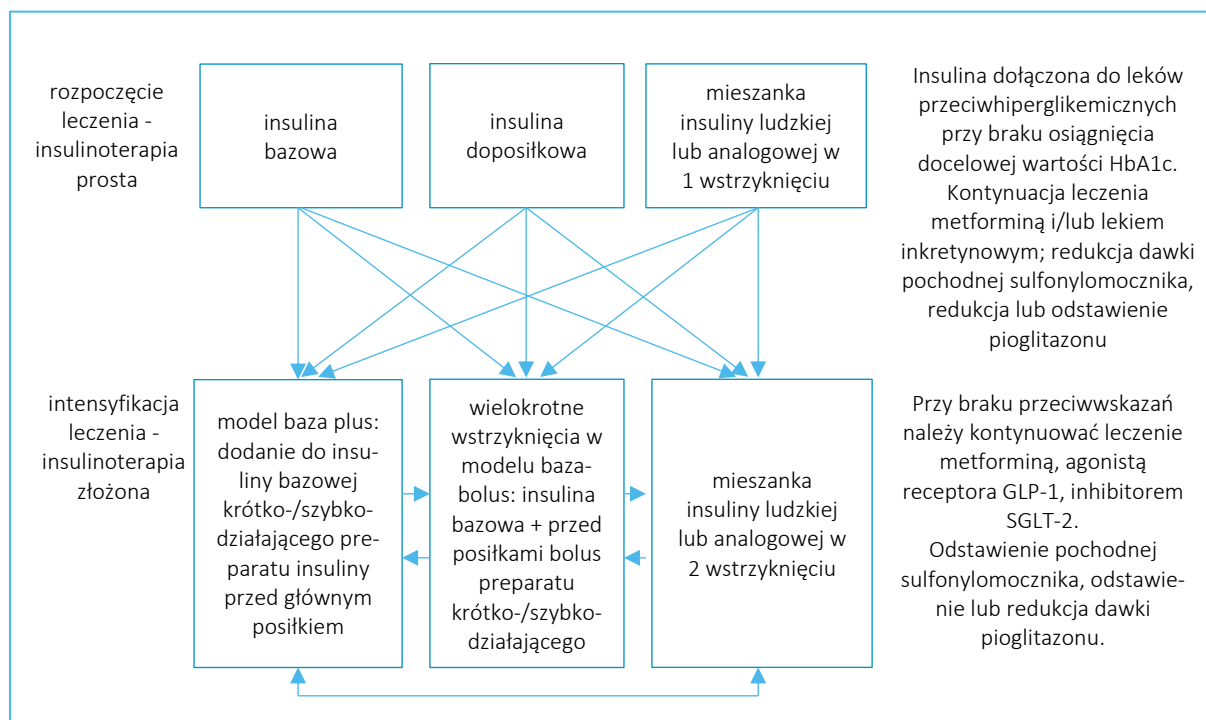 rozpoczęcie
leczenia -
insulinoterapia
prosta
insulina
bazowa
insulina
doposiłkowa
mieszanka
insuliny ludzkiej
lub analogowej w
1 wstrzyknięciu
Insulina dołączona do leków
przeciwhiperglikemicznych
przy braku osiągnięcia
docelowej wartości HbA1c.
Kontynuacja leczenia
metforminą i/lub lekiem
inkretynowym; redukcja dawki
pochodnej sulfonylomocznika,
redukcja lub odstawienie
pioglitazonu
intensyfikacja
leczenia -
insulinoterapia
złożona
model baza plus:
dodanie do insu-
liny bazowej
krótko-/szybko-
działającego pre-
paratu insuliny
przed głównym
posiłkiem
wielokrotne
wstrzyknięcia w
modelu baza-
bolus: insulina
bazowa + przed
posiłkami bolus
preparatu
krótko-/szybko-
działającego
mieszanka
insuliny ludzkiej
lub analogowej w
2 wstrzyknięciu
Przy braku przeciwwskazań
należy kontynuować leczenie
metforminą, agonistą
receptora GLP-1, inhibitorem
SGLT-2.
Odstawienie pochodnej
sulfonylomocznika, odstawie-
nie lub redukcja dawki
pioglitazonu.